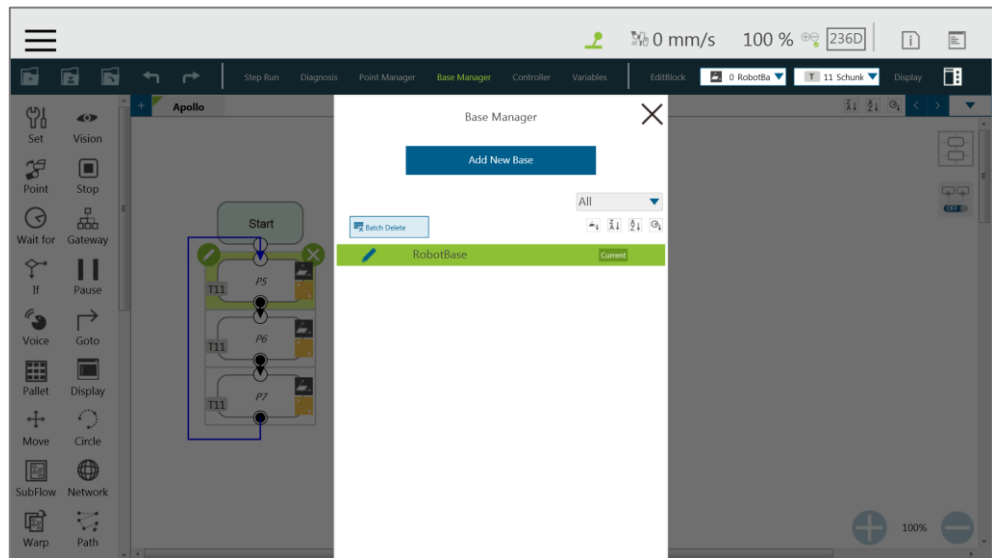 0 mm/s 100 % 236D
Step Run Diagnosis Point Manager Base Manager Controller Variables EditBlock 0 RobotBa T 11 Schunk Display
+ Apollo
Set Vision
Point Stop
Wait for Gateway
If Pause
Voice Goto
Pallet Display
Move Circle
SubFlow Network
Warp Path
Start
P5
T11
P6
T11
P7
T11
Base Manager
Add New Base
All
Batch Delete
RobotBase Current
OFF
100%